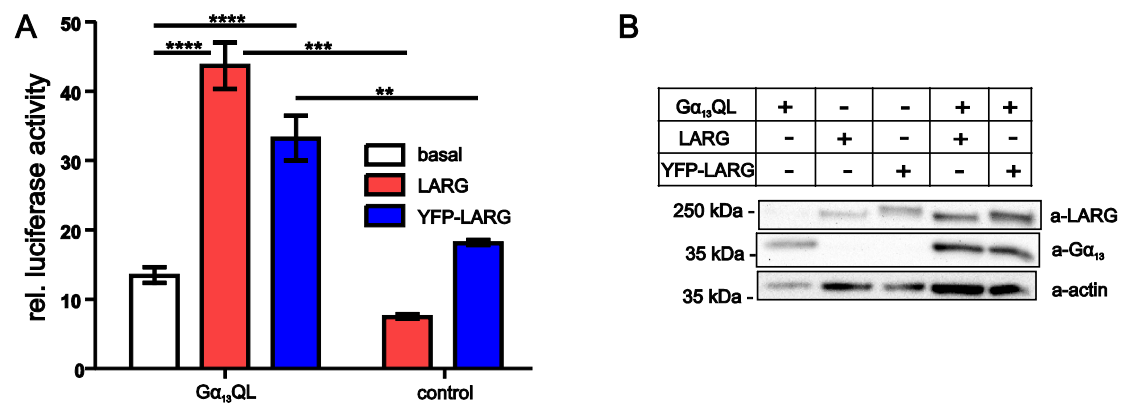 A
rel. luciferase activity
50
40
30
20
10
0
****
****
***
**
basal
LARG
YFP-LARG
Gα₁₃QL
control
B
Gα₁₃QL + - - + +
LARG - + - + -
YFP-LARG - - + - +
250 kDa - a-LARG
35 kDa - a-Gα₁₃
35 kDa - a-actin